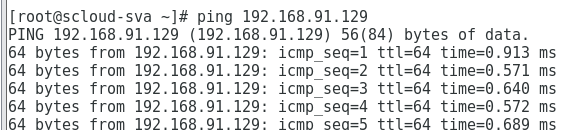 [root@scloud-sva ~]# ping 192.168.91.129
PING 192.168.91.129 (192.168.91.129) 56(84) bytes of data.
64 bytes from 192.168.91.129: icmp_seq=1 ttl=64 time=0.913 ms
64 bytes from 192.168.91.129: icmp_seq=2 ttl=64 time=0.571 ms
64 bytes from 192.168.91.129: icmp_seq=3 ttl=64 time=0.640 ms
64 bytes from 192.168.91.129: icmp_seq=4 ttl=64 time=0.572 ms
64 bytes from 192.168.91.129: icmp_seq=5 ttl=64 time=0.689 ms